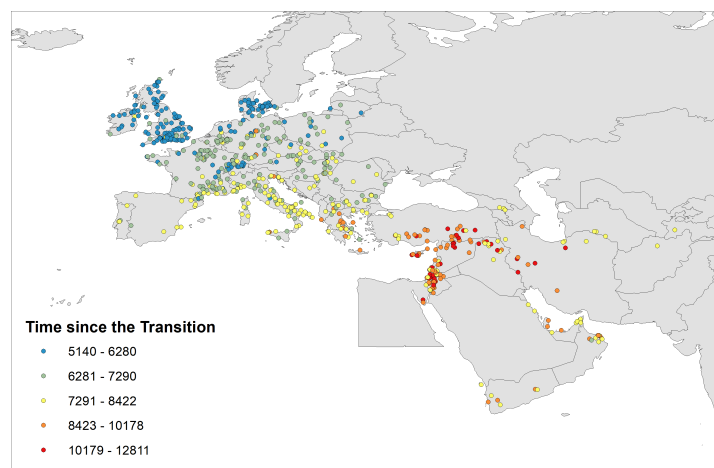 Time since the Transition
5140 - 6280
6281 - 7290
7291 - 8422
8423 - 10178
10179 - 12811